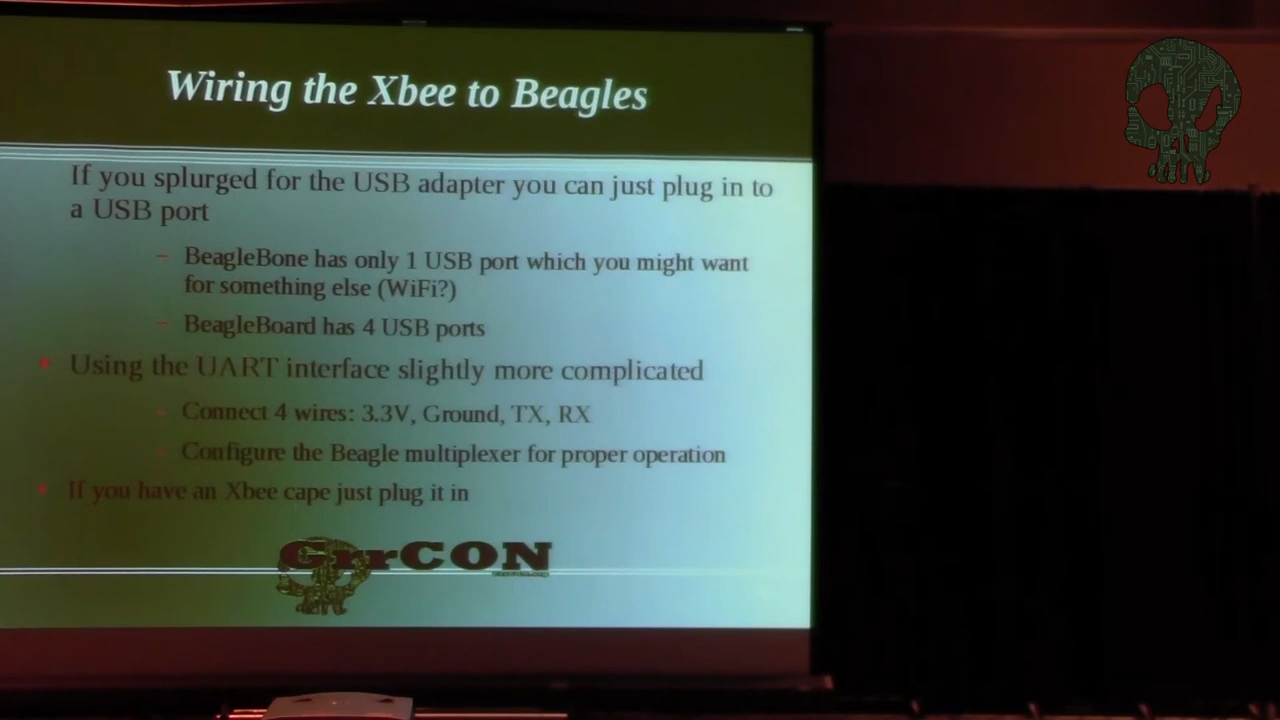 Wiring the Xbee to Beagles
If you splurged for the USB adapter you can just plug in to
a USB port
– BeagleBone has only 1 USB port which you might want
for something else (WiFi?)
– BeagleBoard has 4 USB ports
• Using the UART interface slightly more complicated
– Connect 4 wires: 3.3V, Ground, TX, RX
– Configure the Beagle multiplexer for proper operation
• If you have an Xbee cape just plug it in
GrrCON